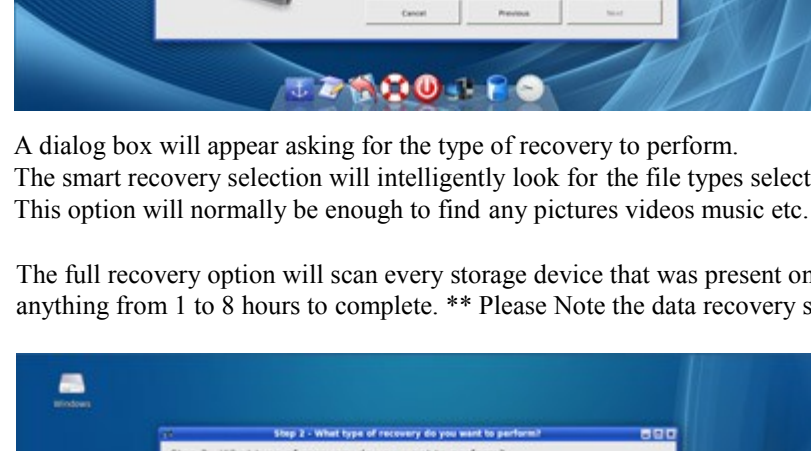 Cancel Previous Next
A dialog box will appear asking for the type of recovery to perform.
The smart recovery selection will intelligently look for the file types select
This option will normally be enough to find any pictures videos music etc.
The full recovery option will scan every storage device that was present on
anything from 1 to 8 hours to complete. ** Please Note the data recovery s
Windows
Step 2 - What type of recovery do you want to perform?